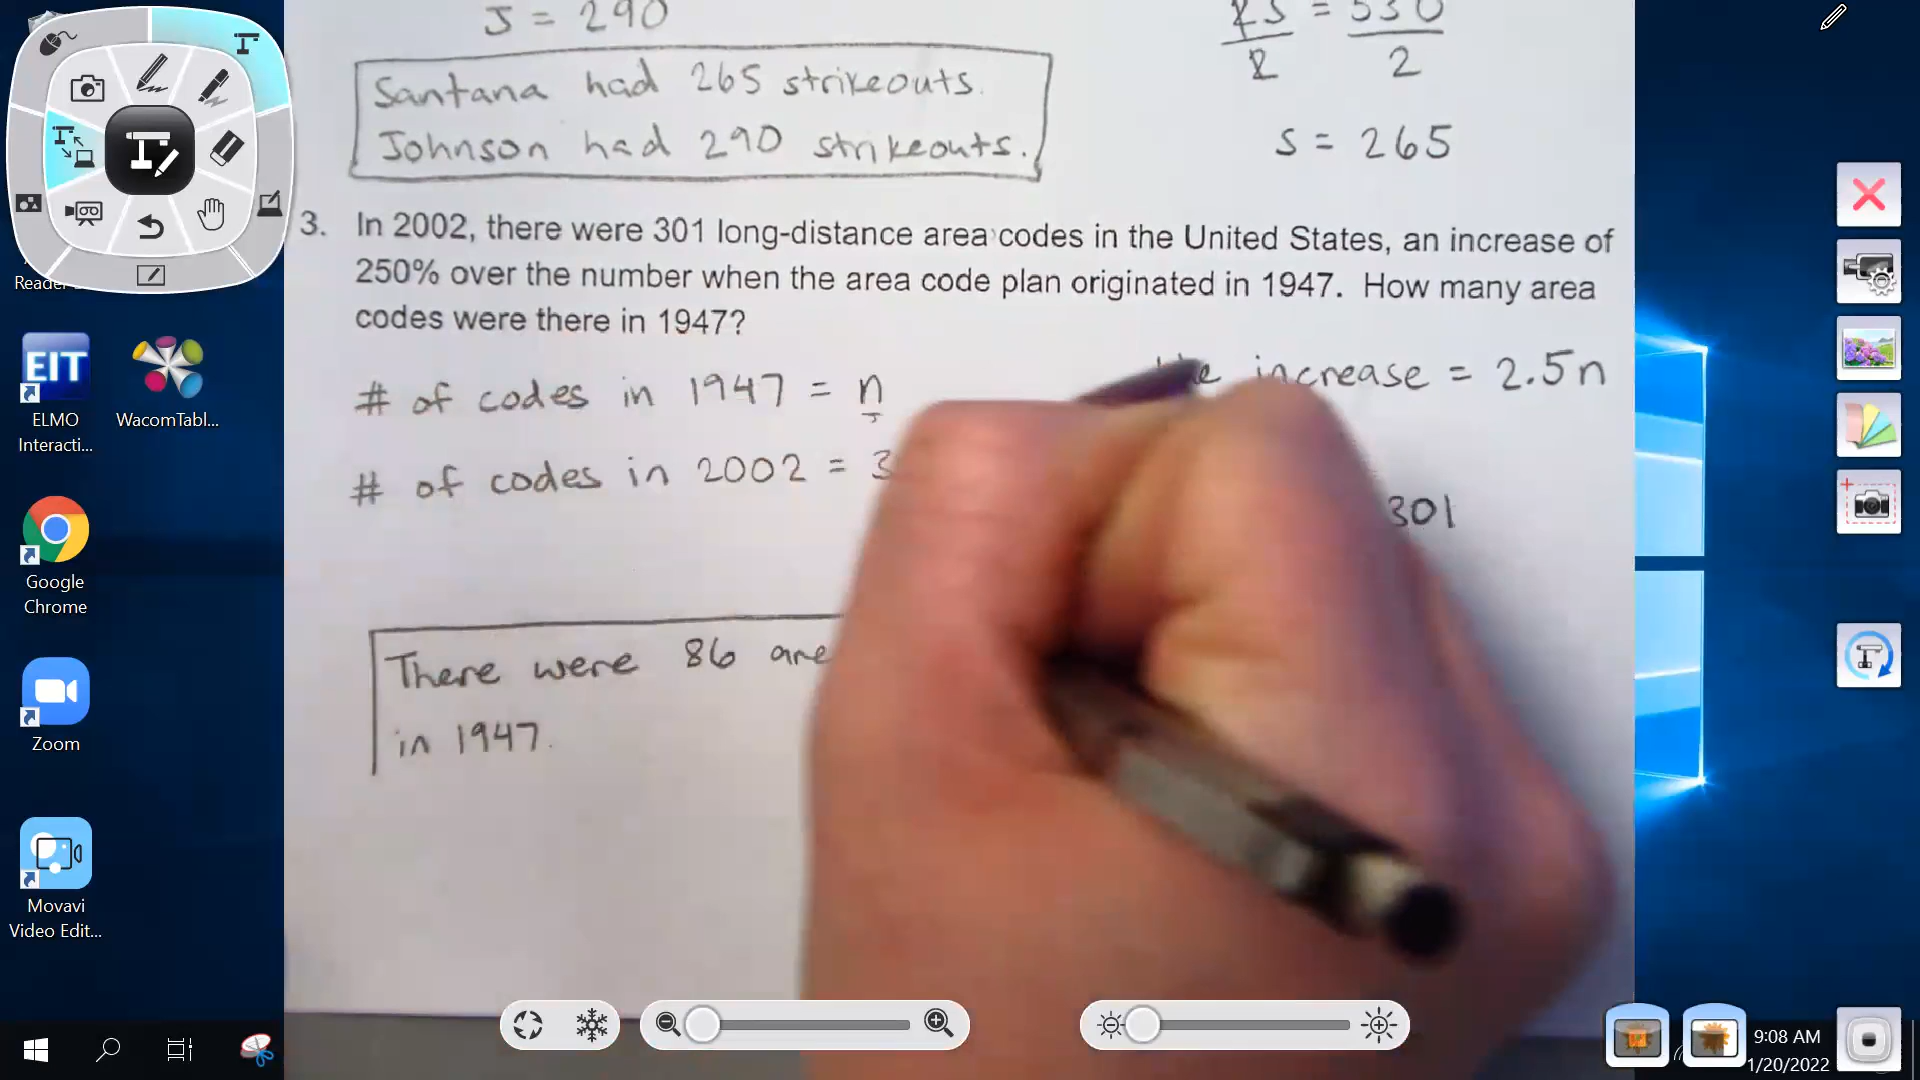 J = 290
2S = 530
2 2
Santana had 265 strikeouts.
Johnson had 290 strikeouts.
S = 265
3. In 2002, there were 301 long-distance area codes in the United States, an increase of
250% over the number when the area code plan originated in 1947. How many area
codes were there in 1947?
increase = 2.5n
# of codes in 1947 = n
# of codes in 2002 = 3
301
There were 86 are
in 1947.
Reader
EIT
ELMO
Interacti...
WacomTabl...
Google
Chrome
Zoom
Movavi
Video Edit...
9:08 AM
1/20/2022